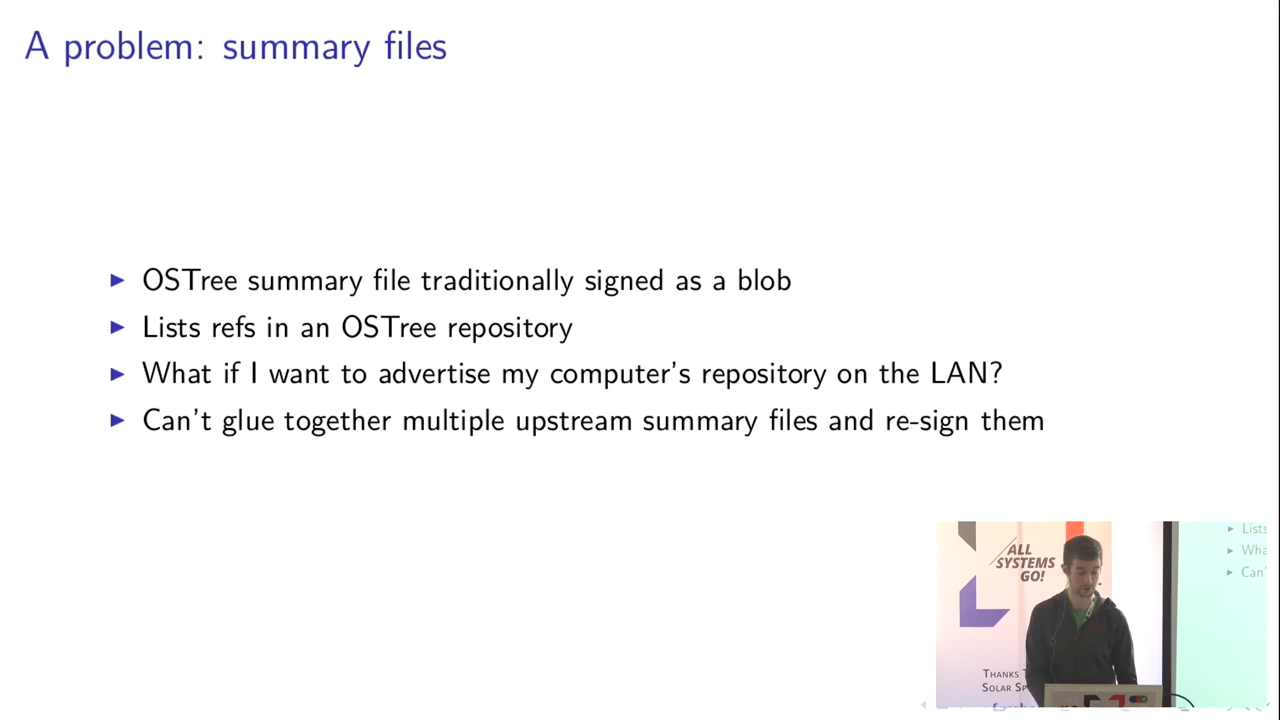 A problem: summary files
▶ OSTree summary file traditionally signed as a blob
▶ Lists refs in an OSTree repository
▶ What if I want to advertise my computer's repository on the LAN?
▶ Can't glue together multiple upstream summary files and re-sign them
ALL
SYSTEMS
GO!
THANKS
SOLAR
▶ Lists
▶
▶